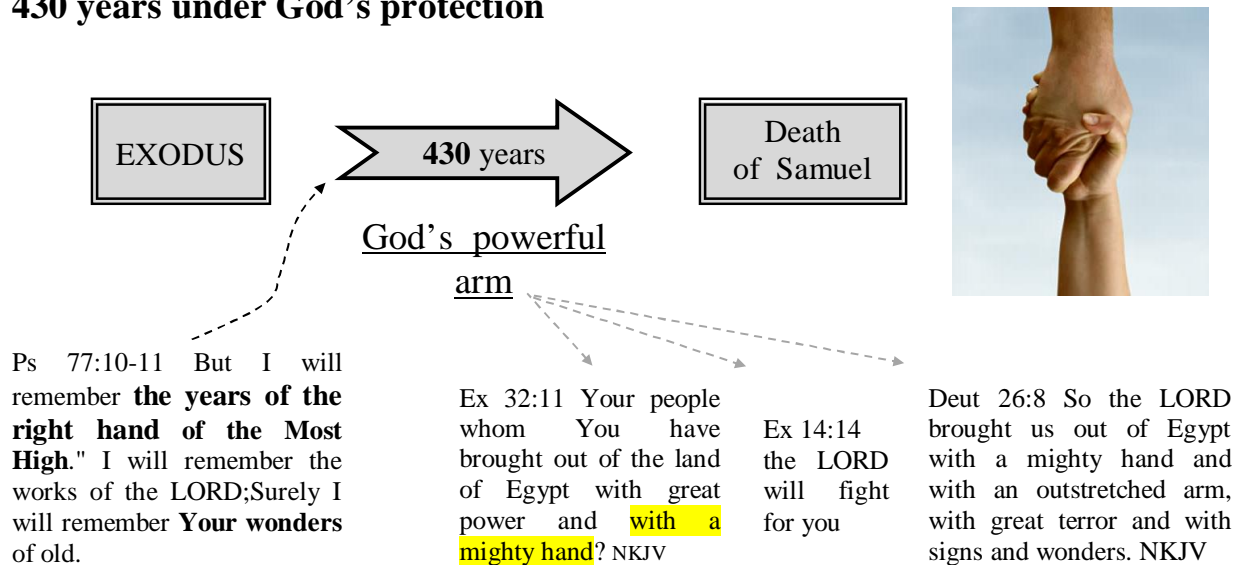 430 years under God's protection
EXODUS
430 years
Death
of Samuel
God's powerful
arm
Ps 77:10-11 But I will
remember the years of the
right hand of the Most
High." I will remember the
works of the LORD;Surely I
will remember Your wonders
of old.
Ex 32:11 Your people
whom You have
brought out of the land
of Egypt with great
power and with a
mighty hand? NKJV
Ex 14:14
the LORD
will fight
for you
Deut 26:8 So the LORD
brought us out of Egypt
with a mighty hand and
with an outstretched arm,
with great terror and with
signs and wonders. NKJV